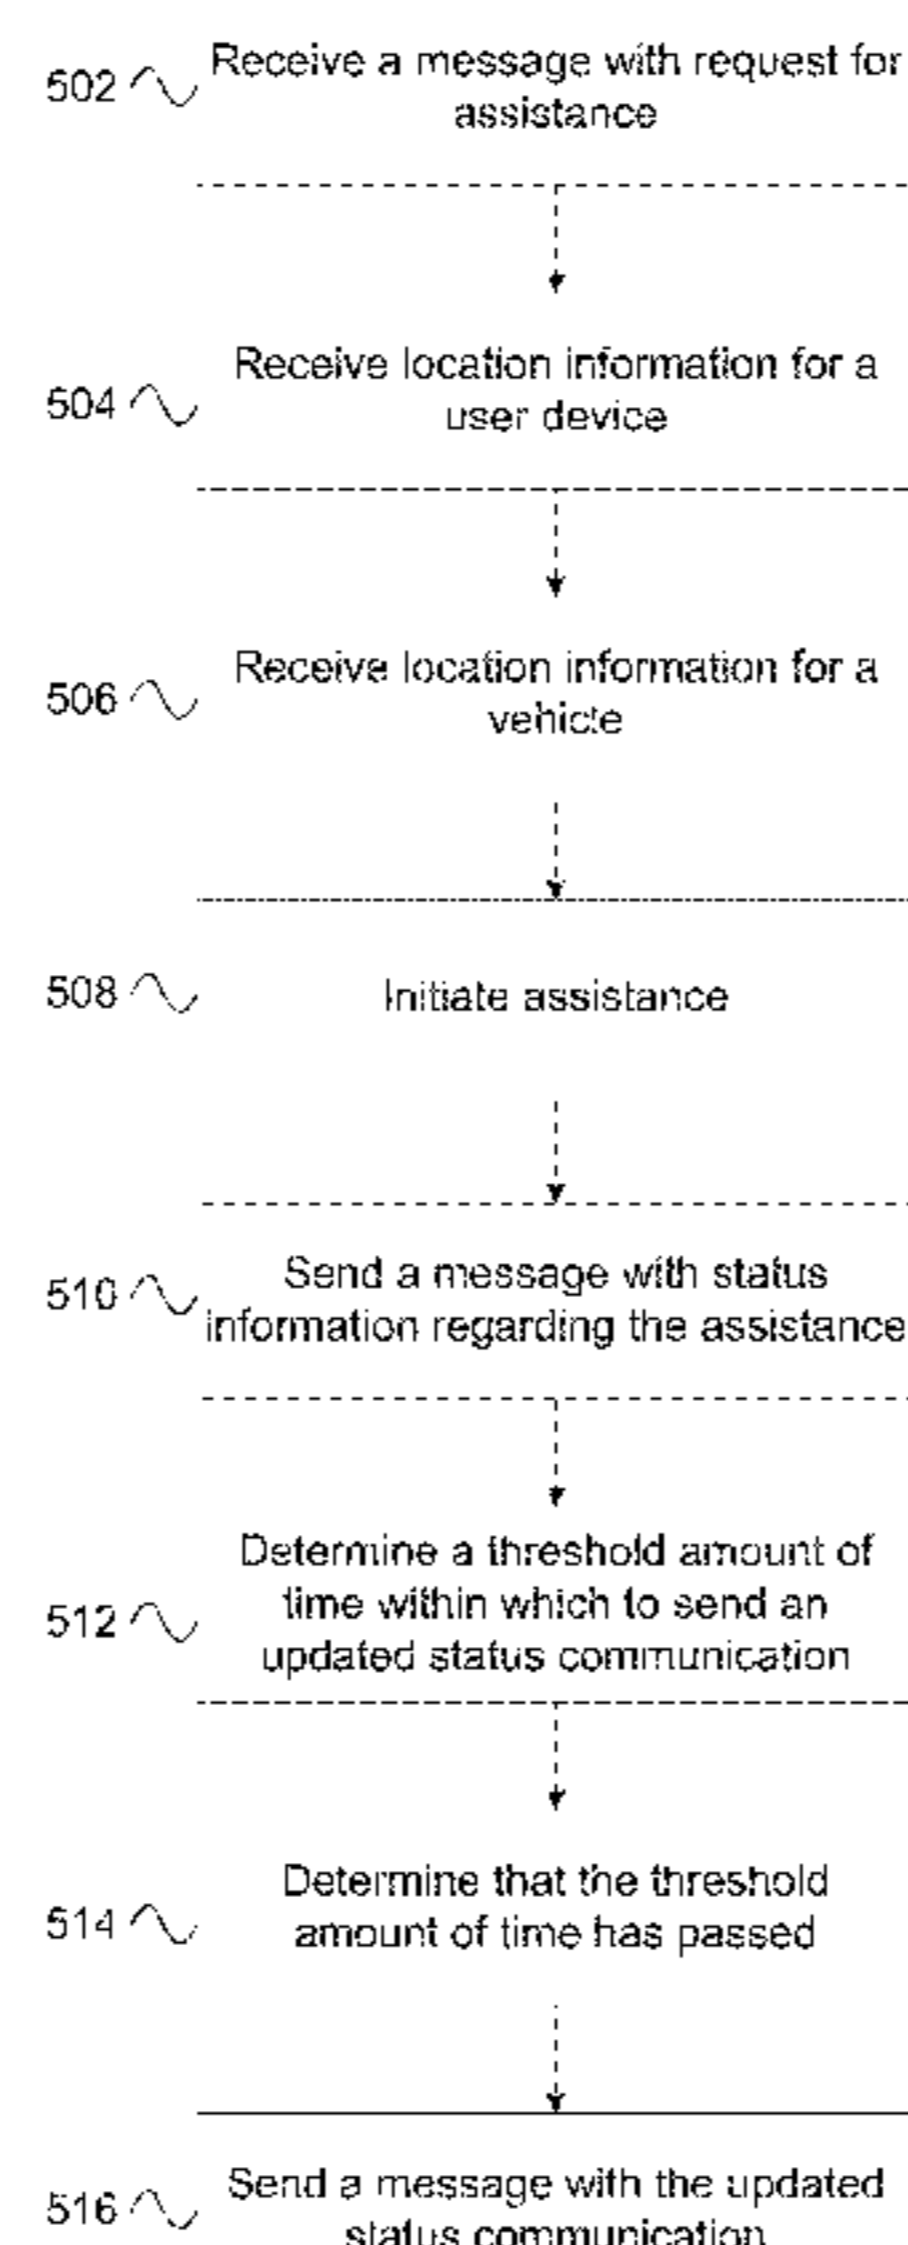 502 Receive a message with request for
assistance
504 Receive location information for a
user device
506 Receive location information for a
vehicle
508 Initiate assistance
510 Send a message with status
information regarding the assistance
512 Determine a threshold amount of
time within which to send an
updated status communication
514 Determine that the threshold
amount of time has passed
516 Send a message with the updated
status communication